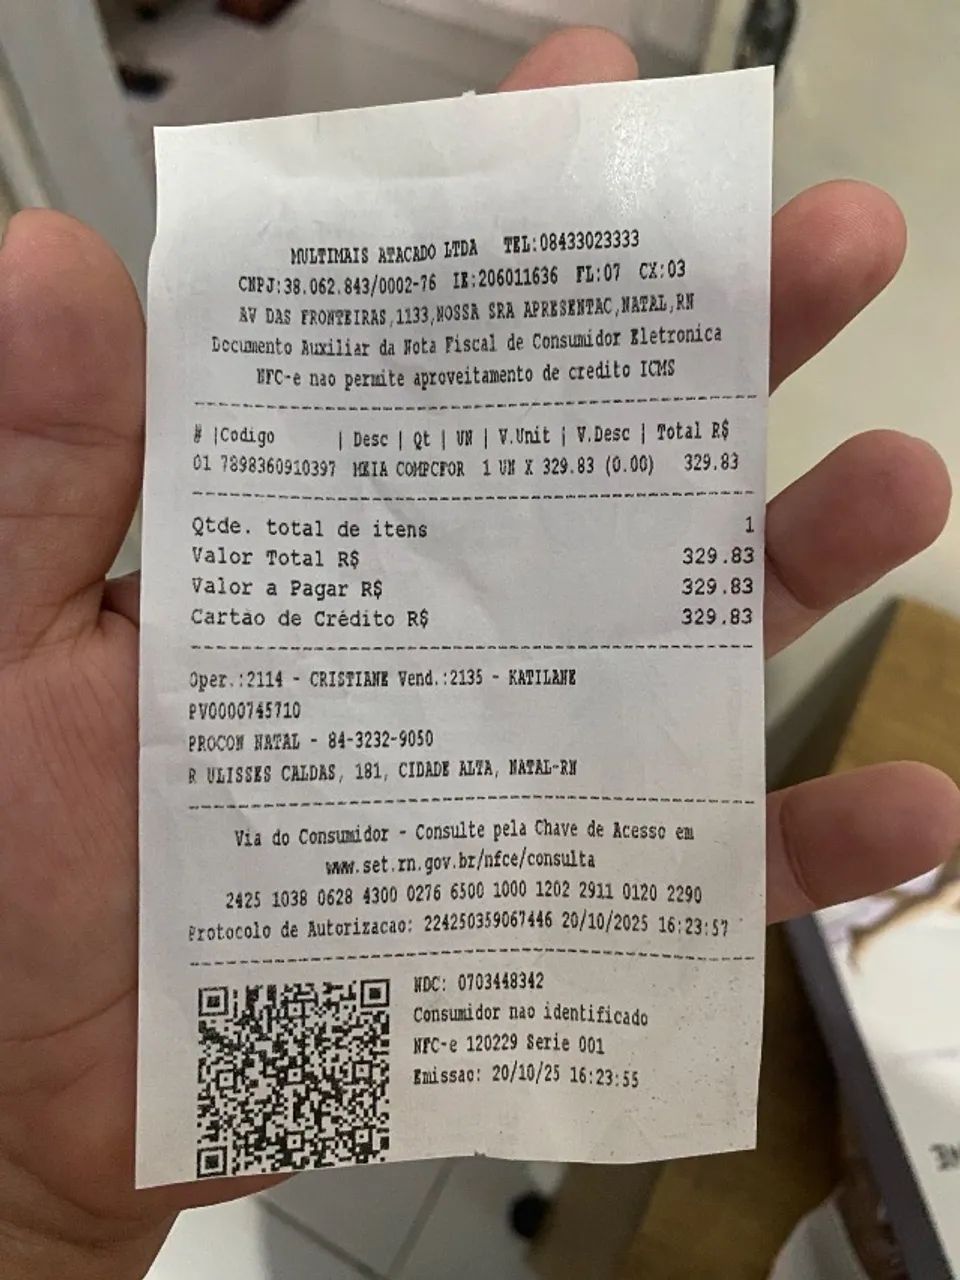 MULTIMAIS ATACADO LTDA TEL:08433023333
CNPJ:38.062.843/0002-76 IE:206011636 FL:07 CX:03
AV DAS FRONTEIRAS,1133,NOSSA SRA APRESENTAC,NATAL,RN
Documento Auxiliar da Nota Fiscal de Consumidor Eletronica
NFC-e nao permite aproveitamento de credito ICMS
# |Codigo | Desc | Qt | UN | V.Unit | V.Desc | Total R$
01 7898360910397 MEIA COMPCFOR 1 UN X 329.83 (0.00) 329.83
Qtde. total de itens 1
Valor Total R$ 329.83
Valor a Pagar R$ 329.83
Cartão de Crédito R$ 329.83
Oper.:2114 - CRISTIANE Vend.:2135 - KATILANE
PV0000745710
PROCON NATAL - 84-3232-9050
R ULISSES CALDAS, 181, CIDADE ALTA, NATAL-RN
Via do Consumidor - Consulte pela Chave de Acesso em
www.set.rn.gov.br/nfce/consulta
2425 1038 0628 4300 0276 6500 1000 1202 2911 0120 2290
Protocolo de Autorizacao: 224250359067446 20/10/2025 16:23:57
NDC: 0703448342
Consumidor nao identificado
NFC-e 120229 Serie 001
Emissao: 20/10/25 16:23:55